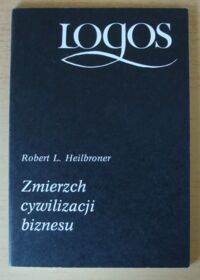 LOGOS
Robert L. Heilbroner
Zmierzch
cywilizacji
biznesu